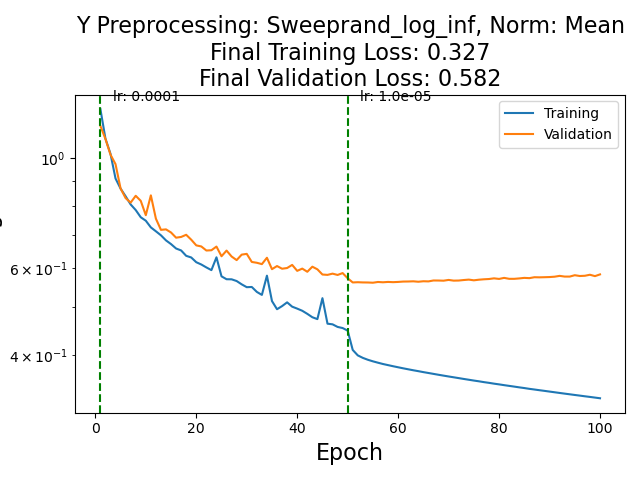 Y Preprocessing: Sweeprand_log_inf, Norm: Mean
Final Training Loss: 0.327
Final Validation Loss: 0.582
lr: 0.0001
lr: 1.0e-05
Training
Validation
10⁰
6 × 10⁻¹
4 × 10⁻¹
0 20 40 60 80 100
Epoch